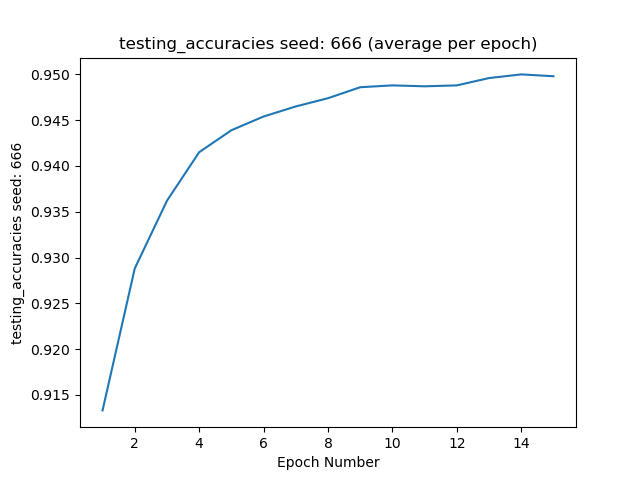 testing_accuracies seed: 666 (average per epoch)
testing_accuracies seed: 666
0.950
0.945
0.940
0.935
0.930
0.925
0.920
0.915
2 4 6 8 10 12 14
Epoch Number